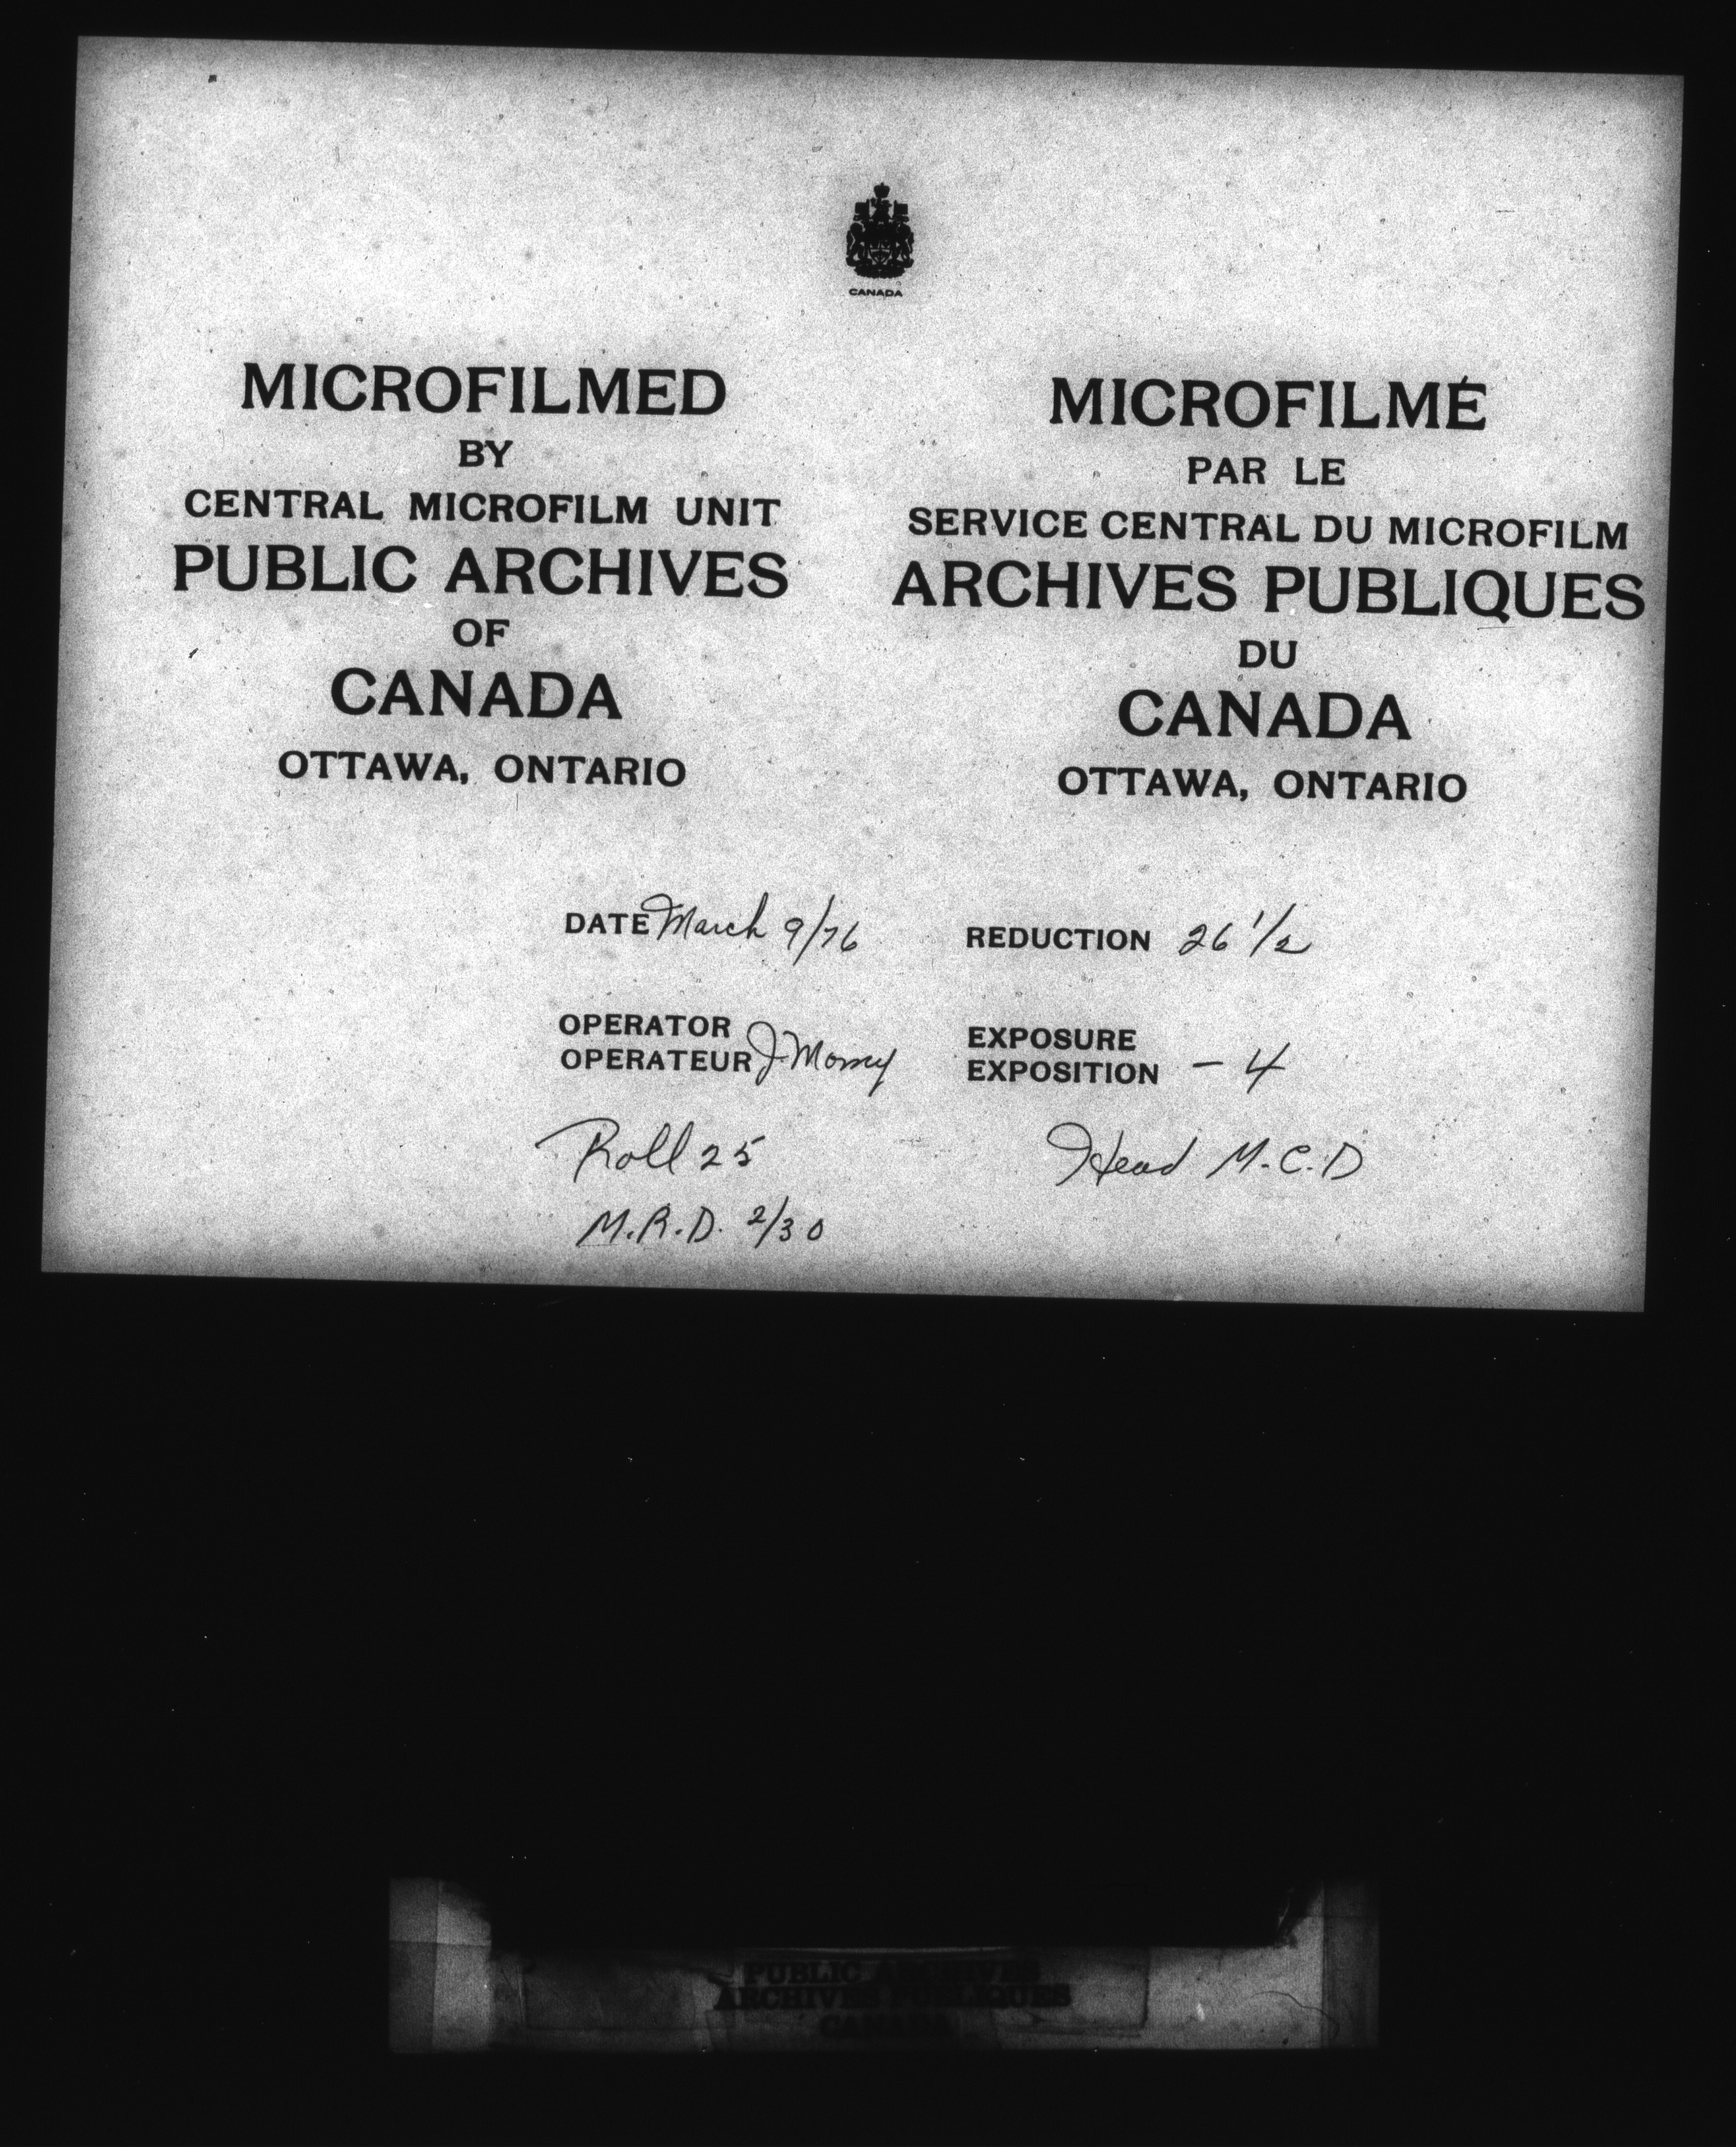 CANADA
MICROFILMED
BY
CENTRAL MICROFILM UNIT
PUBLIC ARCHIVES
OF
CANADA
OTTAWA, ONTARIO
MICROFILMÉ
PAR LE
SERVICE CENTRAL DU MICROFILM
ARCHIVES PUBLIQUES
DU
CANADA
OTTAWA, ONTARIO
DATE March 9/76
REDUCTION 26 1/2
OPERATOR
OPERATEUR J.
EXPOSURE
EXPOSITION - 4
Roll 25
M.R.D. 2/30
Head M.C.D
PUBLIC ARCHIVES
ARCHIVES PUBLIQUES
CANADA